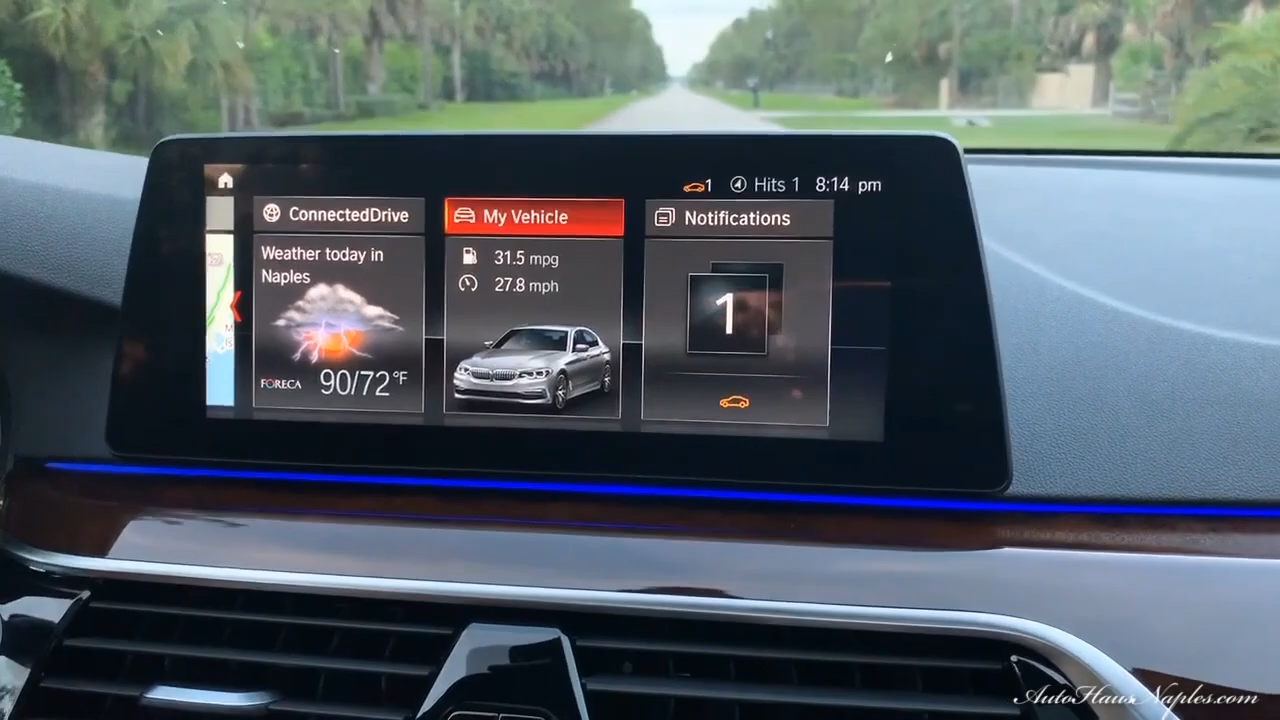 1 Hits 1 8:14 pm
ConnectedDrive
My Vehicle
Notifications
Weather today in
Naples
FORECA 90/72°F
31.5 mpg
27.8 mph
1
AutoHausNaples.com